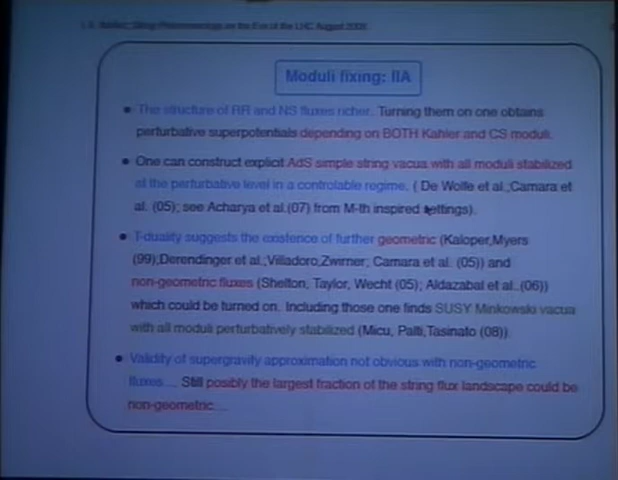 String Phenomenology on the Eve of the LHC August 2008
Moduli fixing: IIA
• The structure of RR and NS fluxes richer. Turning them on one obtains
perturbative superpotentials depending on BOTH Kahler and CS moduli.
• One can construct explicit AdS simple string vacua with all moduli stabilized
at the perturbative level in a controlable regime. ( De Wolfe et al.;Camara et
al. (05); see Acharya et al.(07) from M-th inspired settings).
• T-duality suggests the existence of further geometric (Kaloper,Myers
(99);Derendinger et al.;Villadoro,Zwirner; Camara et al. (05)) and
non-geometric fluxes (Shelton, Taylor, Wecht (05); Aldazabal et al..(06))
which could be turned on. Including those one finds SUSY Minkowski vacua
with all moduli perturbatively stabilized (Micu, Palti,Tasinato (08)).
• Validity of supergravity approximation not obvious with non-geometric
fluxes.... Still posibly the largest fraction of the string flux landscape could be
non-geometric....